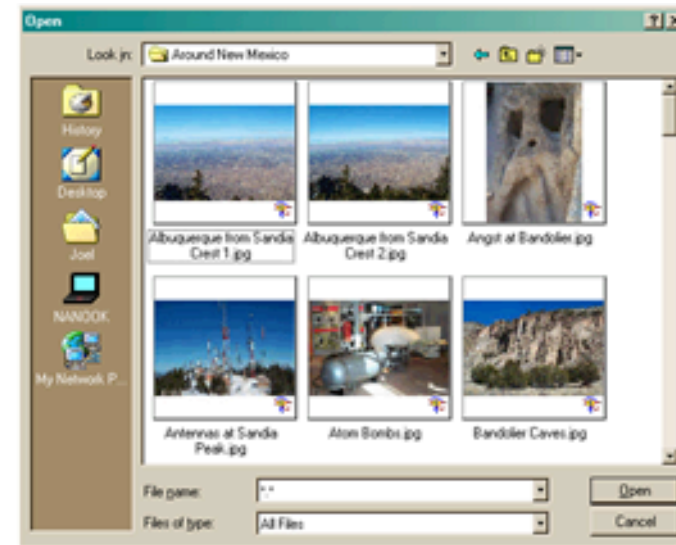 Open
Look in:
Around New Mexico
History
Desktop
Joel
NANOOK
My Network P...
Albuquerque from Sandia
Crest 1.jpg
Albuquerque from Sandia
Crest 2.jpg
Angst at Bandolier.jpg
Antennas at Sandia
Peak.jpg
Atom Bombs.jpg
Bandolier Caves.jpg
File name:
*.*
Open
Files of type:
All Files
Cancel